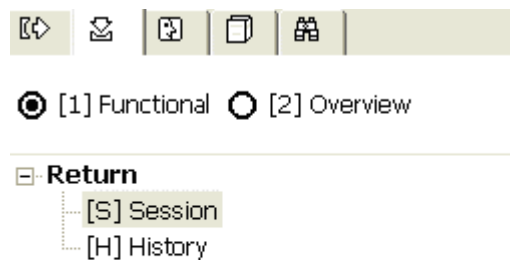 [1] Functional [2] Overview
Return
[S] Session
[H] History